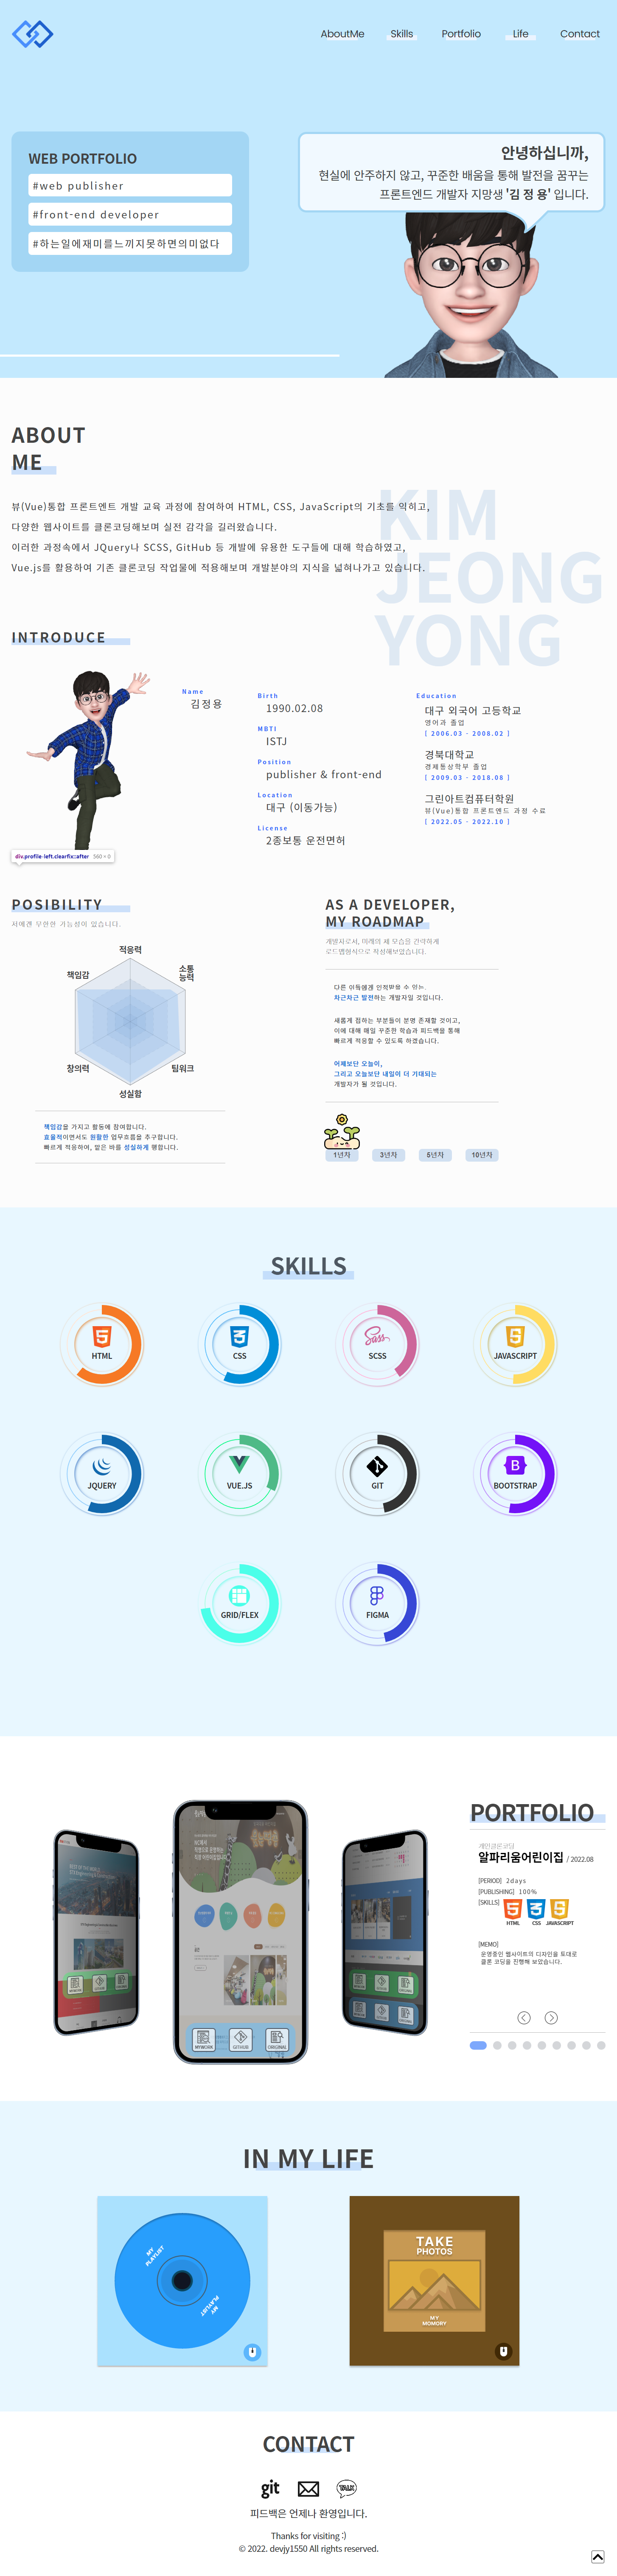 AboutMe
Skills
Portfolio
Life
Contact
WEB PORTFOLIO
#web publisher
#front-end developer
#하는일에재미를느끼지못하면의미없다
안녕하십니까,
현실에 안주하지 않고, 꾸준한 배움을 통해 발전을 꿈꾸는
프론트엔드 개발자 지망생 '김 정 용' 입니다.
ABOUT
ME
KIM
JEONG
YONG
뷰(Vue)통합 프론트엔트 개발 교육 과정에 참여하여 HTML, CSS, JavaScript의 기초를 익히고,
다양한 웹사이트를 클론코딩해보며 실전 감각을 길러왔습니다.
이러한 과정속에서 JQuery나 SCSS, GitHub 등 개발에 유용한 도구들에 대해 학습하였고,
Vue.js를 활용하여 기존 클론코딩 작업물에 적용해보며 개발분야의 지식을 넓혀나가고 있습니다.
INTRODUCE
Name
김정용
Birth
1990.02.08
MBTI
ISTJ
Position
publisher & front-end
Location
대구 (이동가능)
License
2종보통 운전면허
Education
대구 외국어 고등학교
영어과 졸업
[ 2006.03 - 2008.02 ]
경북대학교
경제통상학부 졸업
[ 2009.03 - 2018.08 ]
그린아트컴퓨터학원
뷰(Vue)통합 프론트엔드 과정 수료
[ 2022.05 - 2022.10 ]
div.profile-left.clearfix::after 560 × 0
POSIBILITY
저에겐 무한한 가능성이 있습니다.
적응력
소통
능력
팀워크
성실함
창의력
책임감
책임감을 가지고 활동에 참여합니다.
효율적이면서도 원활한 업무흐름을 추구합니다.
빠르게 적응하여, 맡은 바를 성실하게 행합니다.
AS A DEVELOPER,
MY ROADMAP
개발자로서, 미래의 제 모습을 간략하게
로드맵형식으로 작성해보았습니다.
차근차근 발전하는 개발자일 것입니다.
새롭게 접하는 부분들이 분명 존재할 것이고,
이에 대해 매일 꾸준한 학습과 피드백을 통해
빠르게 적응할 수 있도록 하겠습니다.
어제보단 오늘이,
그리고 오늘보단 내일이 더 기대되는
개발자가 될 것입니다.
1년차
3년차
5년차
10년차
SKILLS
HTML
CSS
SCSS
JAVASCRIPT
JQUERY
VUE.JS
GIT
BOOTSTRAP
GRID/FLEX
FIGMA
MYWORK
GITHUB
ORIGINAL
PORTFOLIO
개인클론코딩
알파리움어린이집 / 2022.08
[PERIOD] 2days
[PUBLISHING] 100%
[SKILLS]
HTML
CSS
JAVASCRIPT
[MEMO]
운영중인 웹사이트의 디자인을 토대로
클론 코딩을 진행해 보았습니다.
IN MY LIFE
MY
PLAYLIST
MY
PLAYLIST
TAKE
PHOTOS
MY
MOMORY
CONTACT
git
TALK
피드백은 언제나 환영입니다.
Thanks for visiting :)
© 2022. devjy1550 All rights reserved.